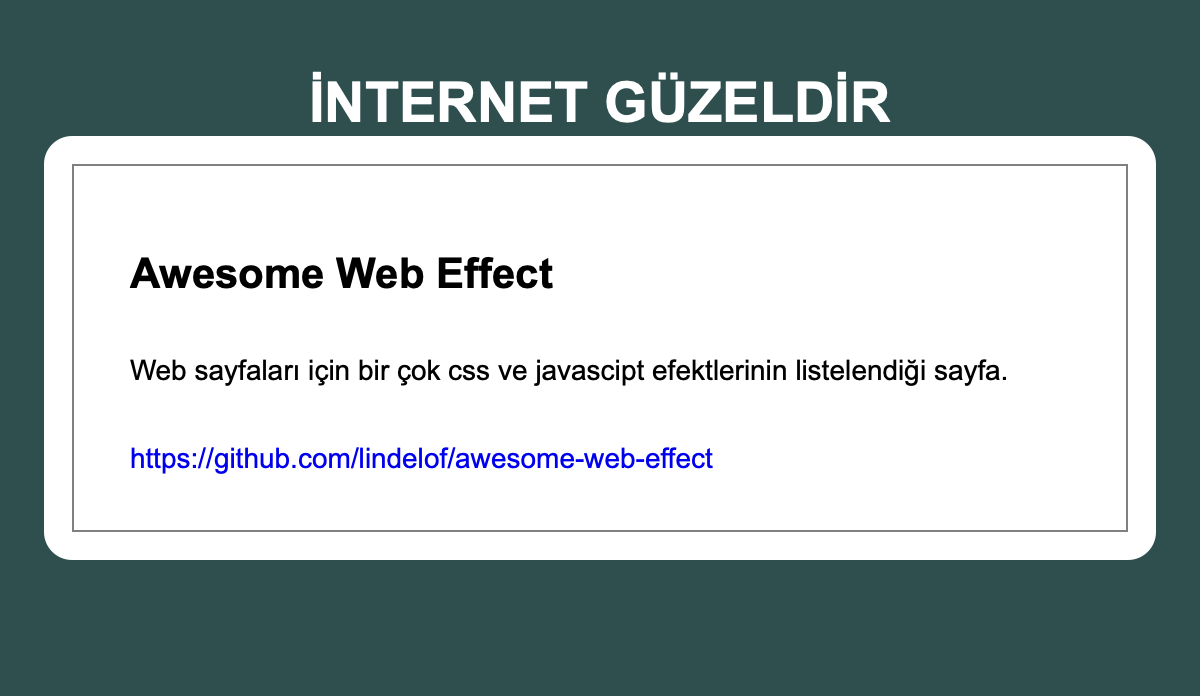 İNTERNET GÜZELDİR
Awesome Web Effect
Web sayfaları için bir çok css ve javascipt efektlerinin listelendiği sayfa.
https://github.com/lindelof/awesome-web-effect